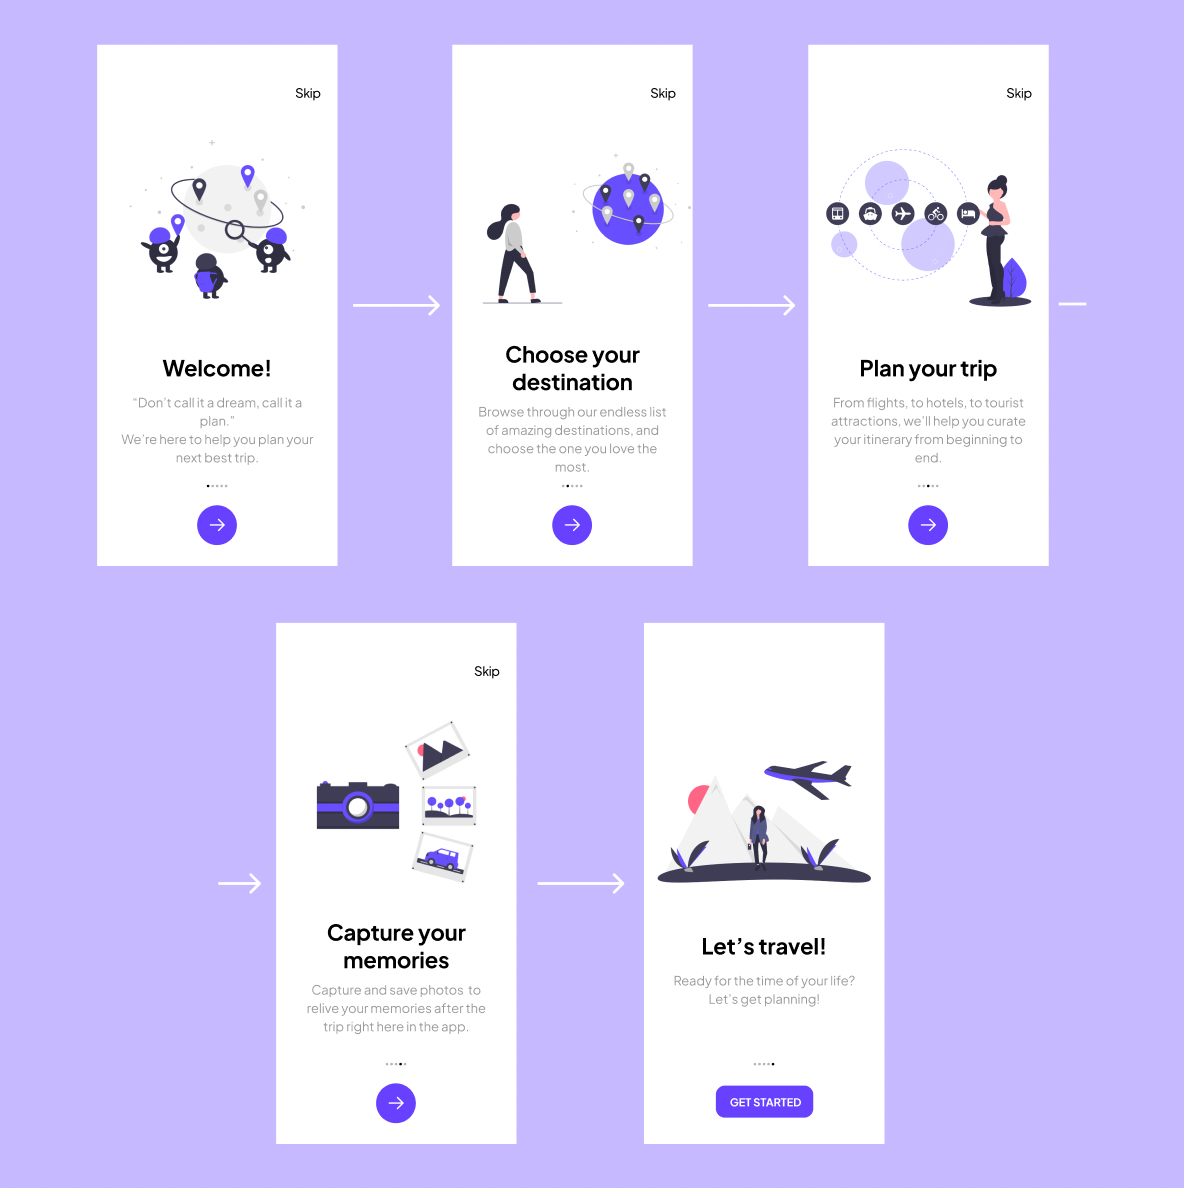 Skip
Welcome!
“Don’t call it a dream, call it a
plan.”
We’re here to help you plan your
next best trip.
Skip
Choose your
destination
Browse through our endless list
of amazing destinations, and
choose the one you love the
most.
Skip
Plan your trip
From flights, to hotels, to tourist
attractions, we’ll help you curate
your itinerary from beginning to
end.
Skip
Capture your
memories
Capture and save photos to
relive your memories after the
trip right here in the app.
Let’s travel!
Ready for the time of your life?
Let’s get planning!
GET STARTED